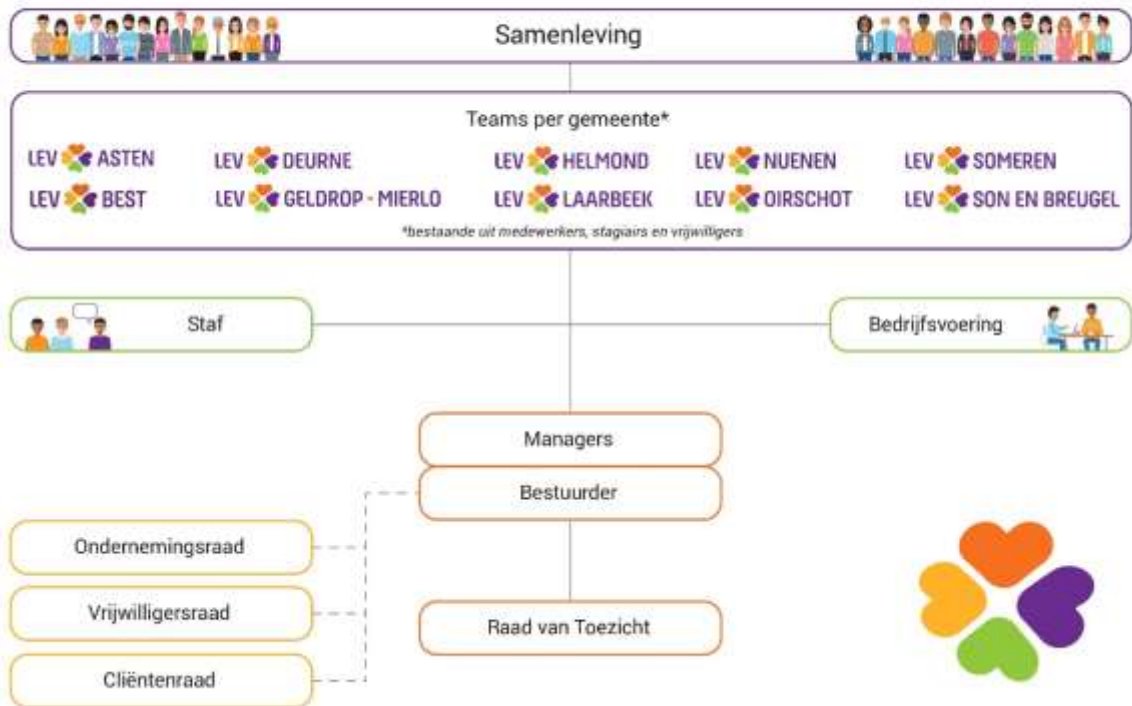 Samenleving
Teams per gemeente*
LEV ASTEN
LEV DEURNE
LEV HELMOND
LEV NUENEN
LEV SOMEREN
LEV BEST
LEV GELDROP - MIERLO
LEV LAARBEEK
LEV OIRSCHOT
LEV SON EN BREUGEL
*bestaande uit medewerkers, stagiairs en vrijwilligers
Staf
Bedrijfsvoering
Managers
Bestuurder
Ondernemingsraad
Vrijwilligersraad
Raad van Toezicht
Cliëntenraad